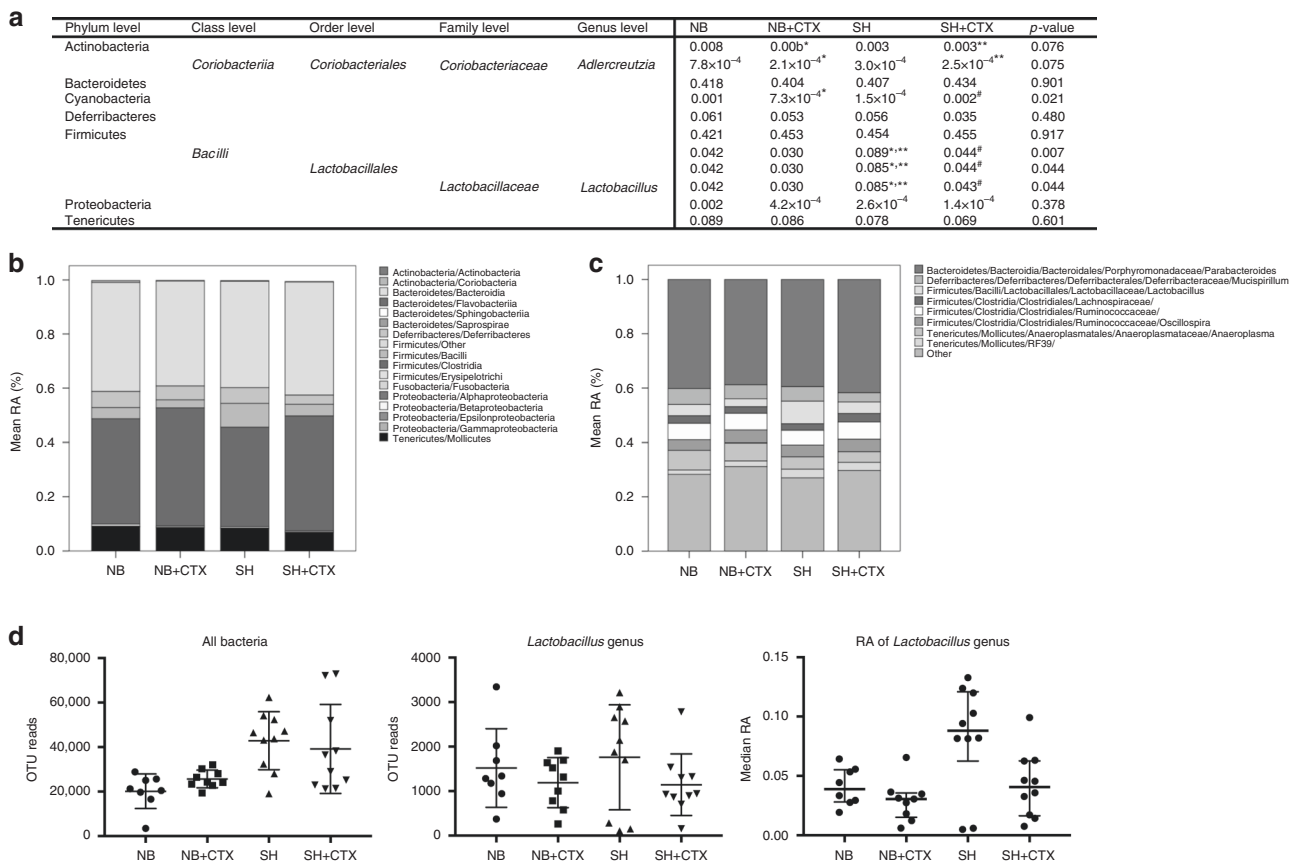 a
Phylum level Class level Order level Family level Genus level NB NB+CTX SH SH+CTX p-value
Actinobacteria 0.008 0.00b* 0.003 0.003** 0.076
Coriobacteriia Coriobacteriales Coriobacteriaceae Adlercreutzia 7.8×10⁻⁴ 2.1×10⁻⁴* 3.0×10⁻⁴ 2.5×10⁻⁴** 0.075
Bacteroidetes 0.418 0.404 0.407 0.434 0.901
Cyanobacteria 0.001 7.3×10⁻⁴* 1.5×10⁻⁴ 0.002# 0.021
Deferribacteres 0.061 0.053 0.056 0.035 0.480
Firmicutes 0.421 0.453 0.454 0.455 0.917
Bacilli 0.042 0.030 0.089*,** 0.044# 0.007
Lactobacillales 0.042 0.030 0.085*,** 0.044# 0.044
Lactobacillaceae Lactobacillus 0.042 0.030 0.085*,** 0.043# 0.044
Proteobacteria 0.002 4.2×10⁻⁴ 2.6×10⁻⁴ 1.4×10⁻⁴ 0.378
Tenericutes 0.089 0.086 0.078 0.069 0.601
b
Mean RA (%)
1.0
0.8
0.6
0.4
0.2
0.0
NB NB+CTX SH SH+CTX
Actinobacteria/Actinobacteria
Actinobacteria/Coriobacteria
Bacteroidetes/Bacteroidia
Bacteroidetes/Flavobacteriia
Bacteroidetes/Sphingobacteriia
Bacteroidetes/Saprospirae
Deferribacteres/Deferribacteres
Firmicutes/Other
Firmicutes/Bacilli
Firmicutes/Clostridia
Firmicutes/Erysipelotrichi
Fusobacteria/Fusobacteria
Proteobacteria/Alphaproteobacteria
Proteobacteria/Betaproteobacteria
Proteobacteria/Epsilonproteobacteria
Proteobacteria/Gammaproteobacteria
Tenericutes/Mollicutes
c
Mean RA (%)
1.0
0.8
0.6
0.4
0.2
0.0
NB NB+CTX SH SH+CTX
Bacteroidetes/Bacteroidia/Bacteroidales/Porphyromonadaceae/Parabacteroides
Deferribacteres/Deferribacteres/Deferribacterales/Deferribacteraceae/Mucispirillum
Firmicutes/Bacilli/Lactobacillales/Lactobacillaceae/Lactobacillus
Firmicutes/Clostridia/Clostridiales/Lachnospiraceae/
Firmicutes/Clostridia/Clostridiales/Ruminococcaceae/
Firmicutes/Clostridia/Clostridiales/Ruminococcaceae/Oscillospira
Tenericutes/Mollicutes/Anaeroplasmatales/Anaeroplasmataceae/Anaeroplasma
Tenericutes/Mollicutes/RF39/
Other
d
All bacteria
OTU reads
80,000
60,000
40,000
20,000
0
NB NB+CTX SH SH+CTX
Lactobacillus genus
OTU reads
4000
3000
2000
1000
0
NB NB+CTX SH SH+CTX
RA of Lactobacillus genus
Median RA
0.15
0.10
0.05
0.00
NB NB+CTX SH SH+CTX